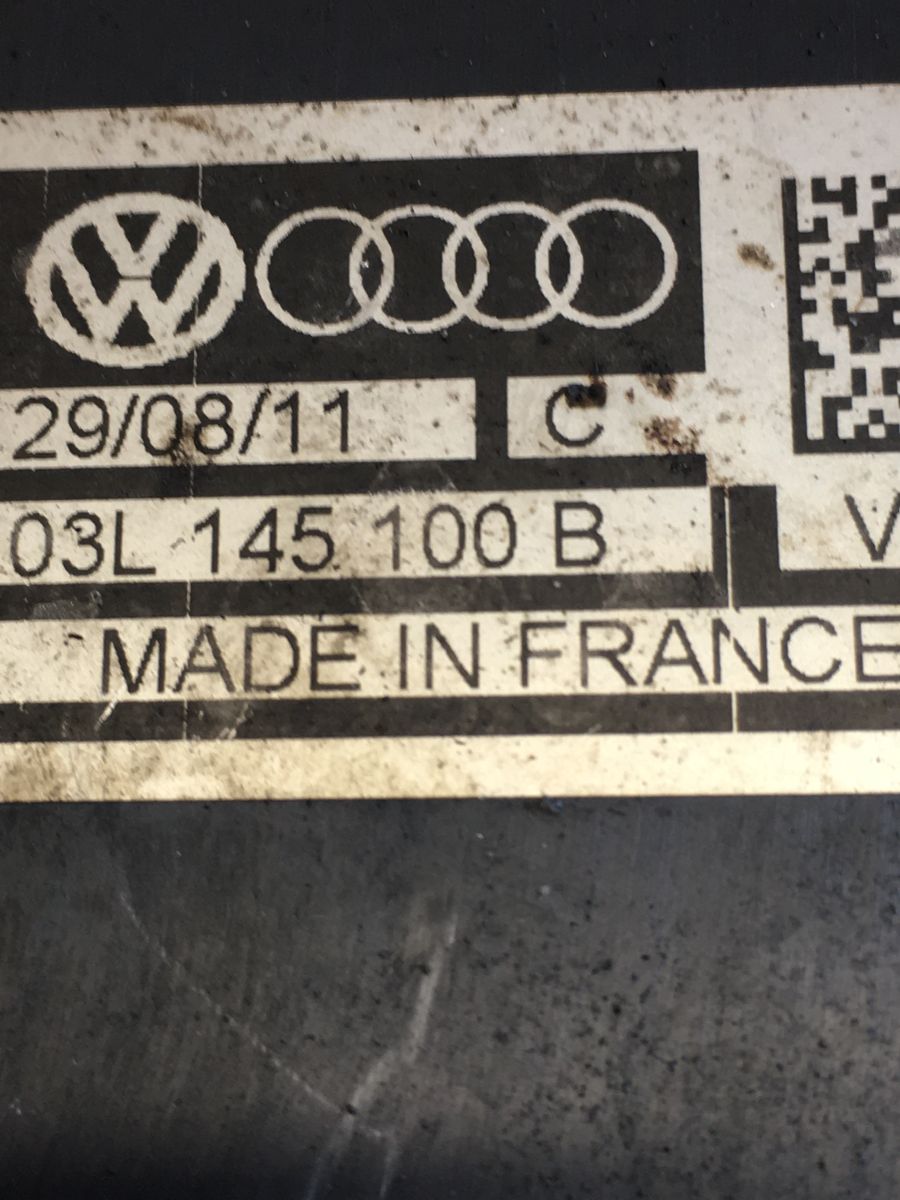 29/08/11 C
03L 145 100 B V
MADE IN FRANCE